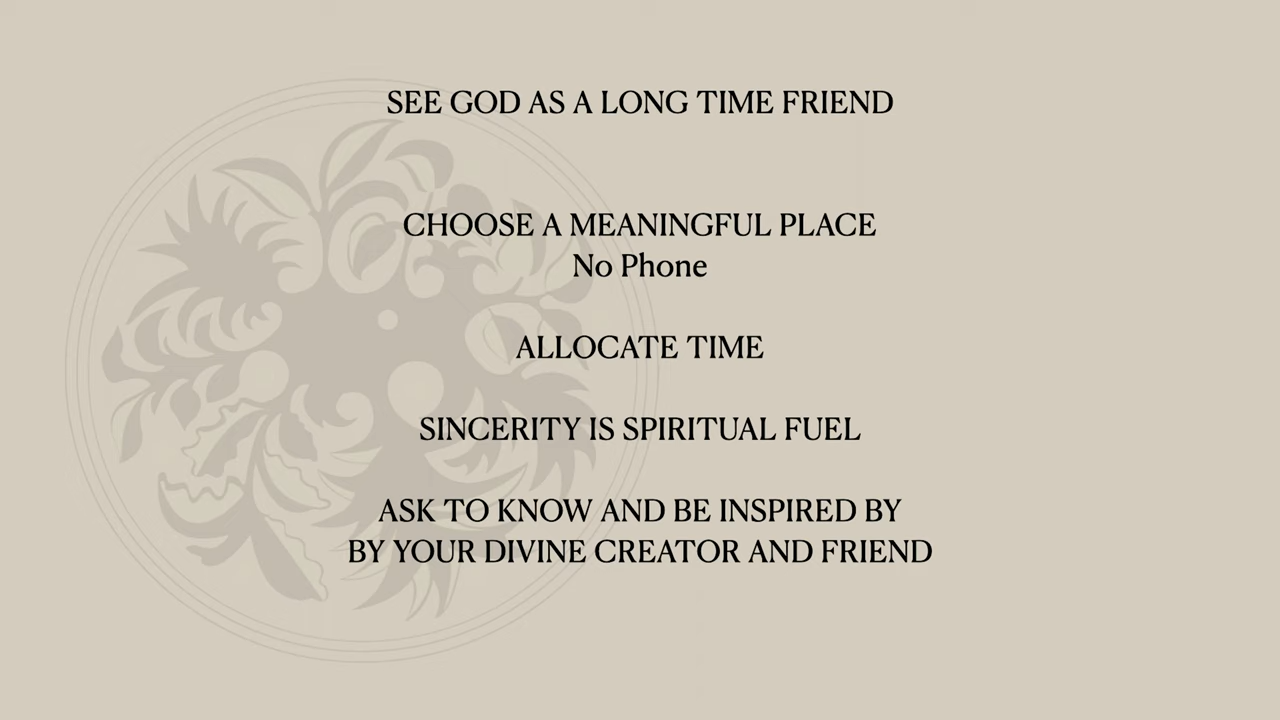 SEE GOD AS A LONG TIME FRIEND
CHOOSE A MEANINGFUL PLACE
No Phone
ALLOCATE TIME
SINCERITY IS SPIRITUAL FUEL
ASK TO KNOW AND BE INSPIRED BY
BY YOUR DIVINE CREATOR AND FRIEND